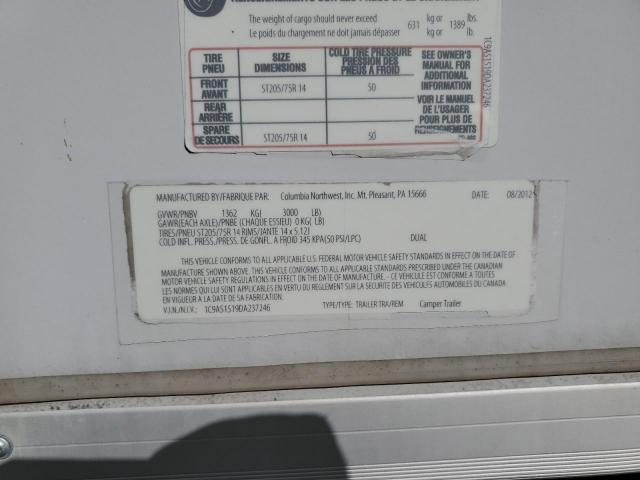 The weight of cargo should never exceed 631 kg or 1389 lbs.
Le poids du chargement ne doit jamais dépasser kg ou lb.
TIRE PNEU
SIZE DIMENSIONS
COLD TIRE PRESSURE PRESSION DES PNEUS A FROID
SEE OWNER'S MANUAL FOR ADDITIONAL INFORMATION
FRONT AVANT
ST205/75R 14
50
REAR ARRIÈRE
VOIR LE MANUEL DE L'USAGER POUR PLUS DE RENSEIGNEMENTS
SPARE DE SECOURS
ST205/75R 14
50
1C9AS1519DA237246
MANUFACTURED BY/FABRIQUE PAR: Columbia Northwest, Inc. Mt. Pleasant, PA 15666 DATE: 08/2012
GVWR/PNBV 1362 KG( 3000 LB)
GAWR(EACH AXLE)/PNBE (CHAQUE ESSIEU) 0 KG( LB)
TIRES/PNEU ST205/75R 14 RIMS/JANTE 14 x 5.12J
COLD INFL. PRESS./PRESS. DE GONFL. A FROID 345 KPA(50 PSI/LPC) DUAL
THIS VEHICLE CONFORMS TO ALL APPLICABLE U.S. FEDERAL MOTOR VEHICLE SAFETY STANDARDS IN EFFECT ON THE DATE OF
MANUFACTURE SHOWN ABOVE. THIS VEHICLE CONFORMS TO ALL APPLICABLE STANDARDS PRESCRIBED UNDER THE CANADIAN
MOTOR VEHICLE SAFETY REGULATIONS IN EFFECT ON THE DATE OF MANUFACTURE. - CE VEHICULE EST CONFORME A TOUTES
LES NORMES QUI LUI SONT APPLICABLES EN VERTU DU REGLEMENT SUR LA SECURITE DES VEHICULES AUTOMOBILES DU CANADA
EN VIGUEUR A LA DATE DE SA FABRICATION.
V.I.N./N.I.V.: 1C9AS1519DA237246 TYPE/TYPE: TRAILER TRA/REM Camper Trailer